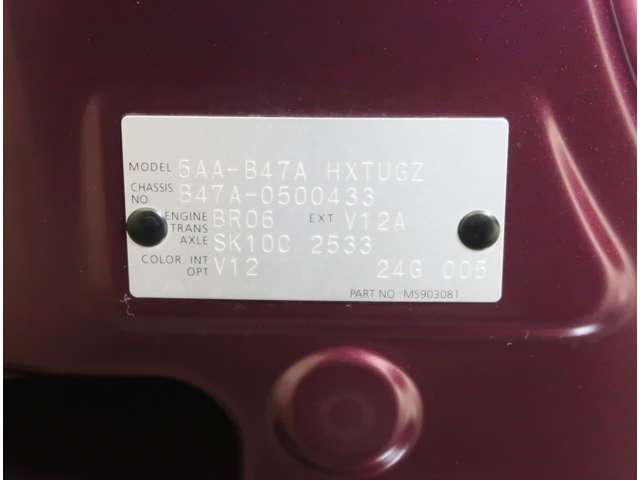 MODEL 5AA-B47A HXTUGZ
CHASSIS NO B47A-0500433
ENGINE BR06 EXT V12A
TRANS AXLE SK10C 2533
COLOR. INT OPT V12 24G 005
PART NO : M5903081